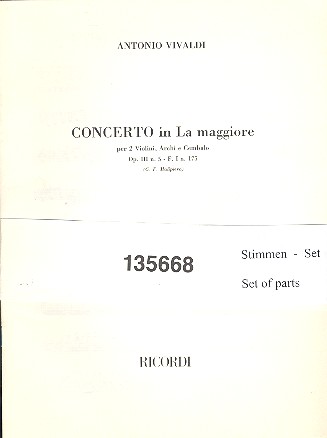 ANTONIO VIVALDI
CONCERTO in La maggiore
per 2 Violini, Archi e Cembalo
Op. III n. 5 - F. I n. 175
(G. F. Malipiero)
135668
Stimmen - Set
Set of parts
RICORDI